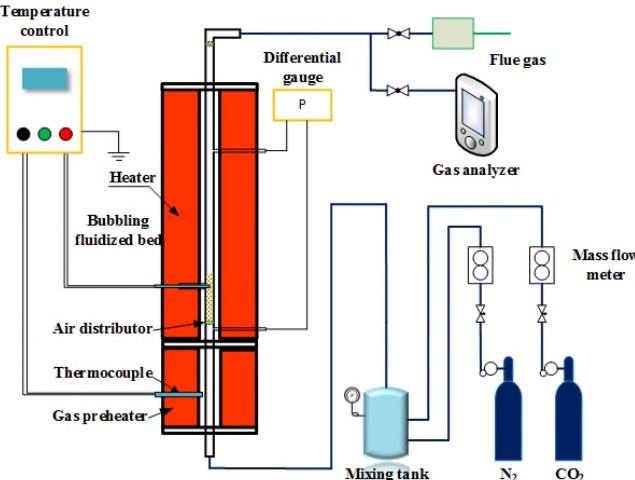 Temperature
control
Differential
gauge
P
Flue gas
Gas analyzer
Heater
Bubbling
fluidized bed
Mass flow
meter
Air distributor
Thermocouple
Gas preheater
Mixing tank
N₂
CO₂